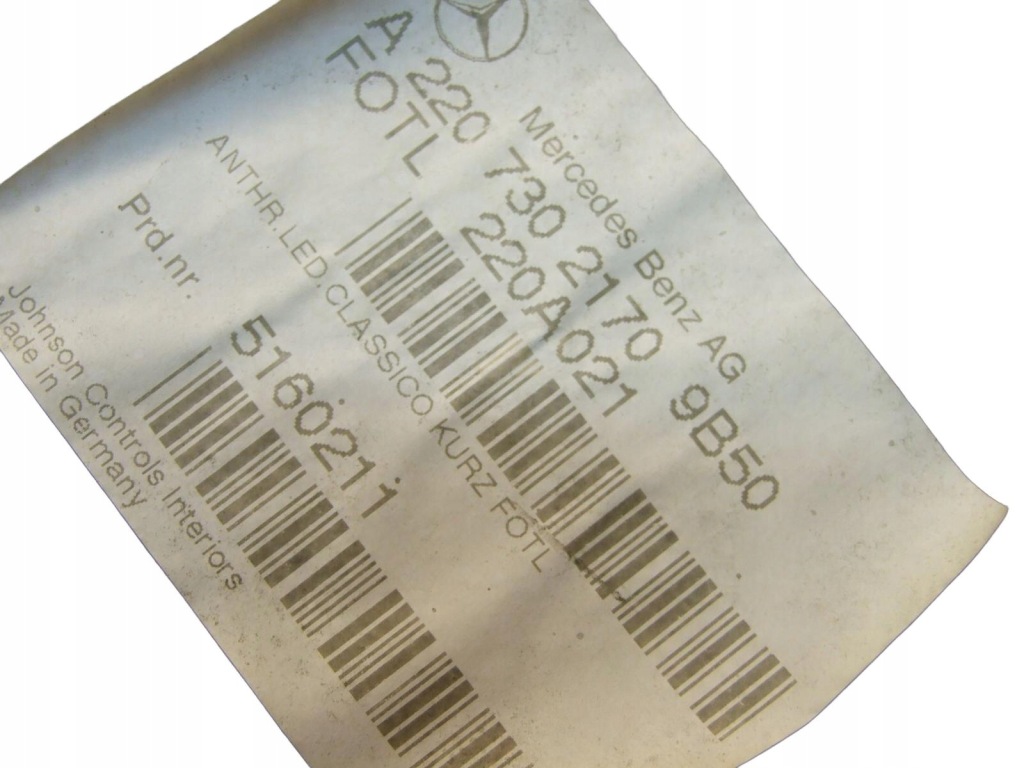 Mercedes Benz AG
A 220 730 2170 9B50
FOTL 220A021
ANTHR.LED.CLASSICO KURZ FOTL
Prd.nr. 5160211
Johnson Controls Interiors
Made in Germany